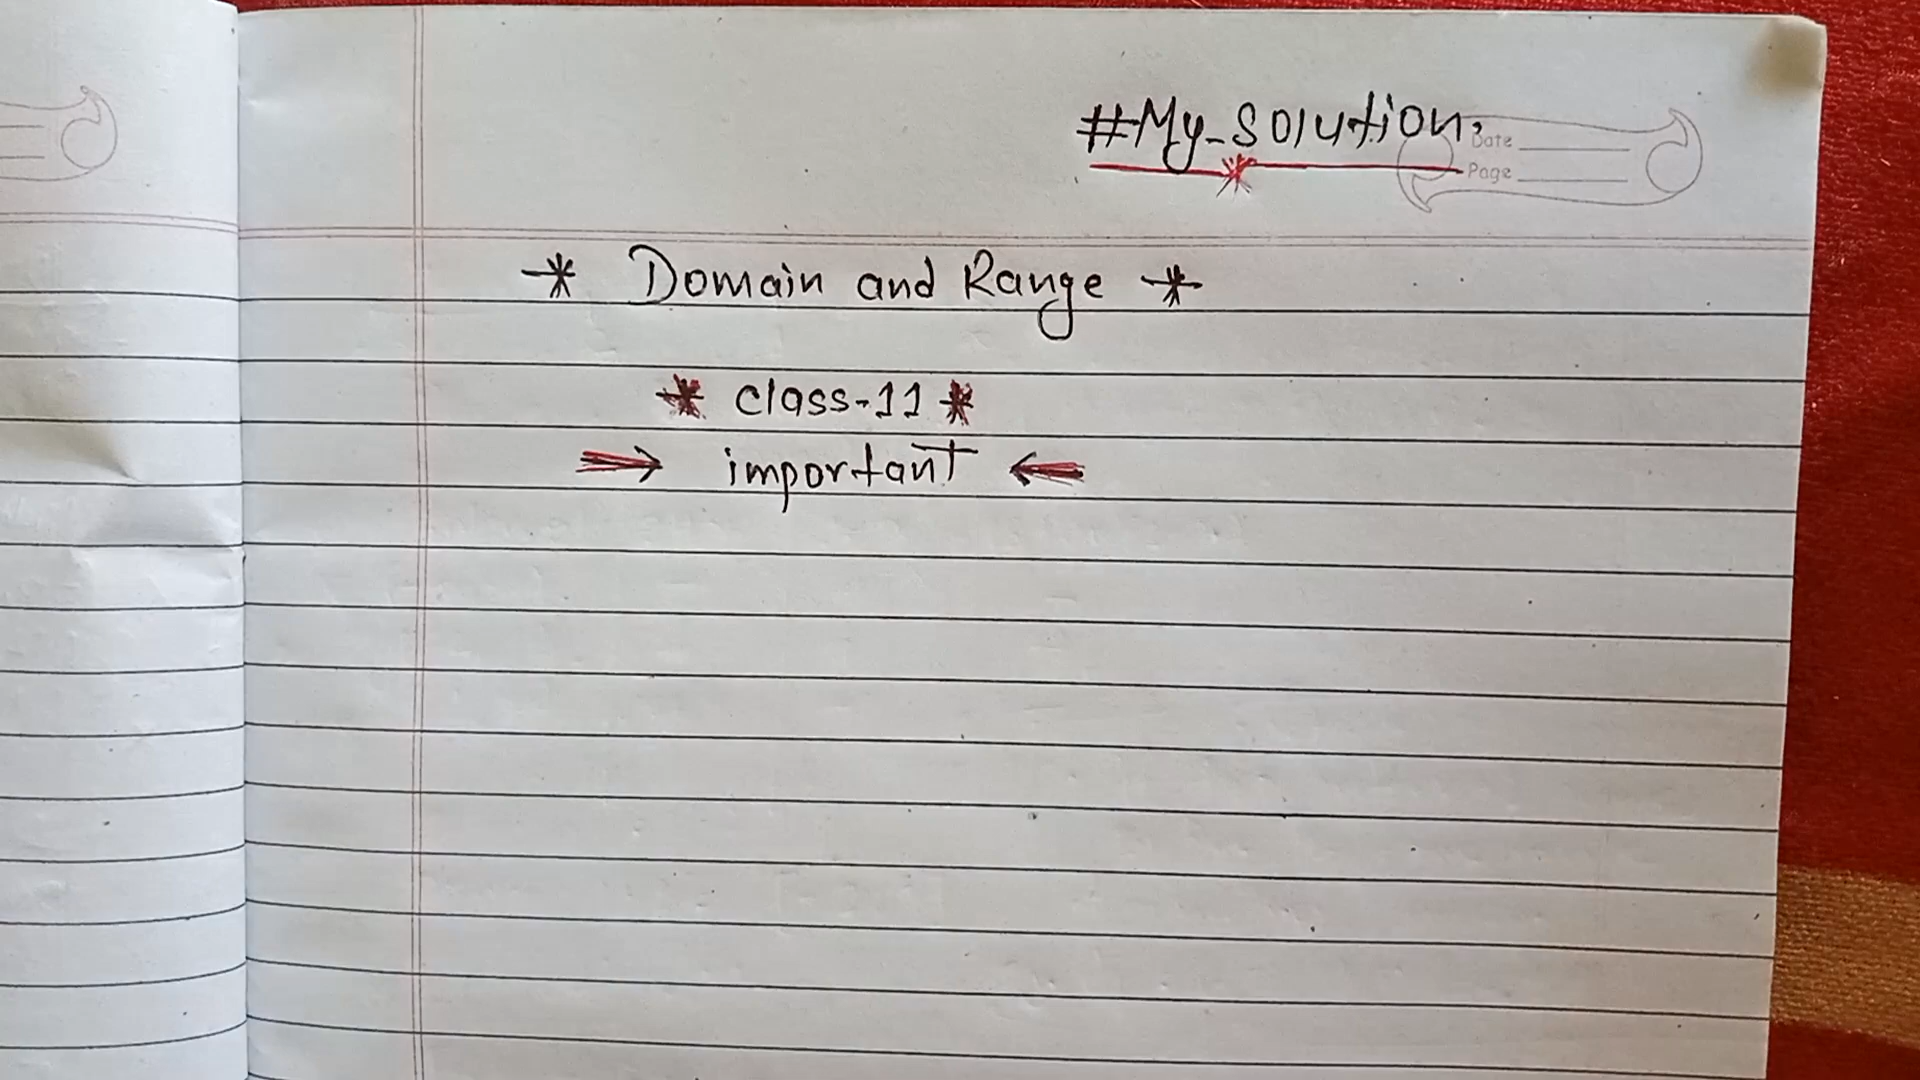 #My-Solution.
Date
Page
* Domain and Range *
* class-11 *
→ important ←